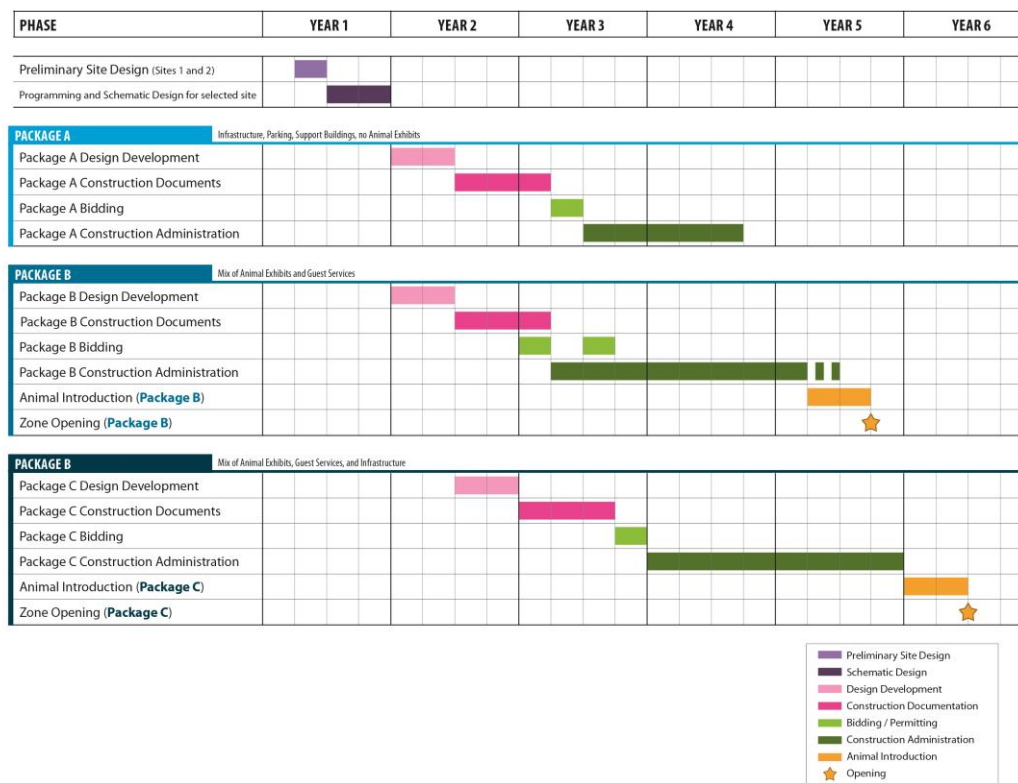 PHASE YEAR 1 YEAR 2 YEAR 3 YEAR 4 YEAR 5 YEAR 6
Preliminary Site Design (Sites 1 and 2)
Programming and Schematic Design for selected site
PACKAGE A Infrastructure, Parking, Support Buildings, no Animal Exhibits
Package A Design Development
Package A Construction Documents
Package A Bidding
Package A Construction Administration
PACKAGE B Mix of Animal Exhibits and Guest Services
Package B Design Development
Package B Construction Documents
Package B Bidding
Package B Construction Administration
Animal Introduction (Package B)
Zone Opening (Package B)
PACKAGE B Mix of Animal Exhibits, Guest Services, and Infrastructure
Package C Design Development
Package C Construction Documents
Package C Bidding
Package C Construction Administration
Animal Introduction (Package C)
Zone Opening (Package C)
Preliminary Site Design
Schematic Design
Design Development
Construction Documentation
Bidding / Permitting
Construction Administration
Animal Introduction
Opening